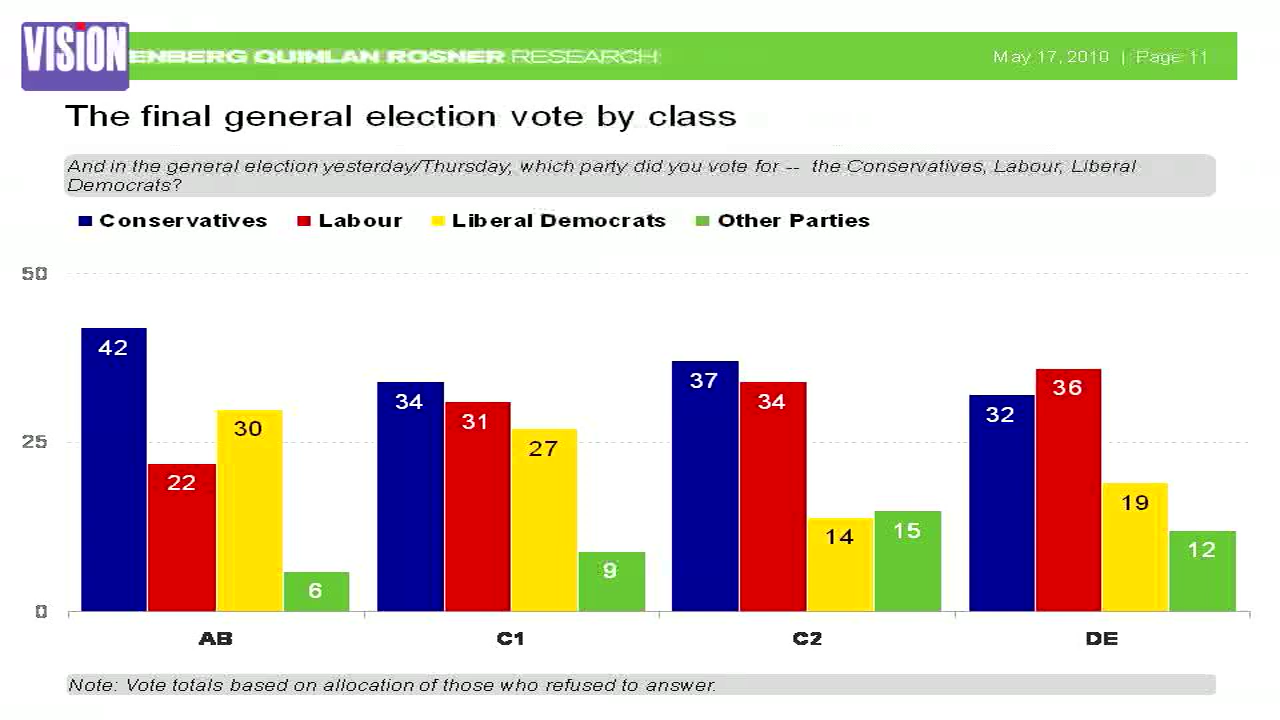 VISION
ENBERG QUINLAN ROSNER RESEARCH
May 17, 2010 | Page 11
The final general election vote by class
And in the general election yesterday/Thursday, which party did you vote for -- the Conservatives, Labour, Liberal
Democrats?
Conservatives Labour Liberal Democrats Other Parties
50
25
0
42 22 30 6
34 31 27 9
37 34 14 15
32 36 19 12
AB C1 C2 DE
Note: Vote totals based on allocation of those who refused to answer.